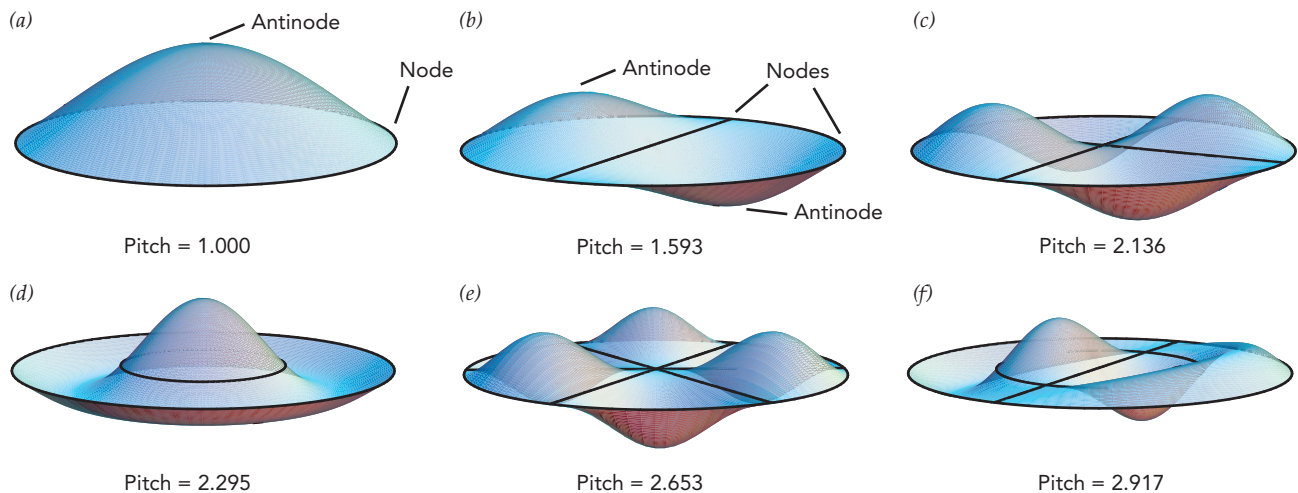 (a)
Antinode
Node
Pitch = 1.000
(b)
Antinode
Nodes
Antinode
Pitch = 1.593
(c)
Pitch = 2.136
(d)
Pitch = 2.295
(e)
Pitch = 2.653
(f)
Pitch = 2.917